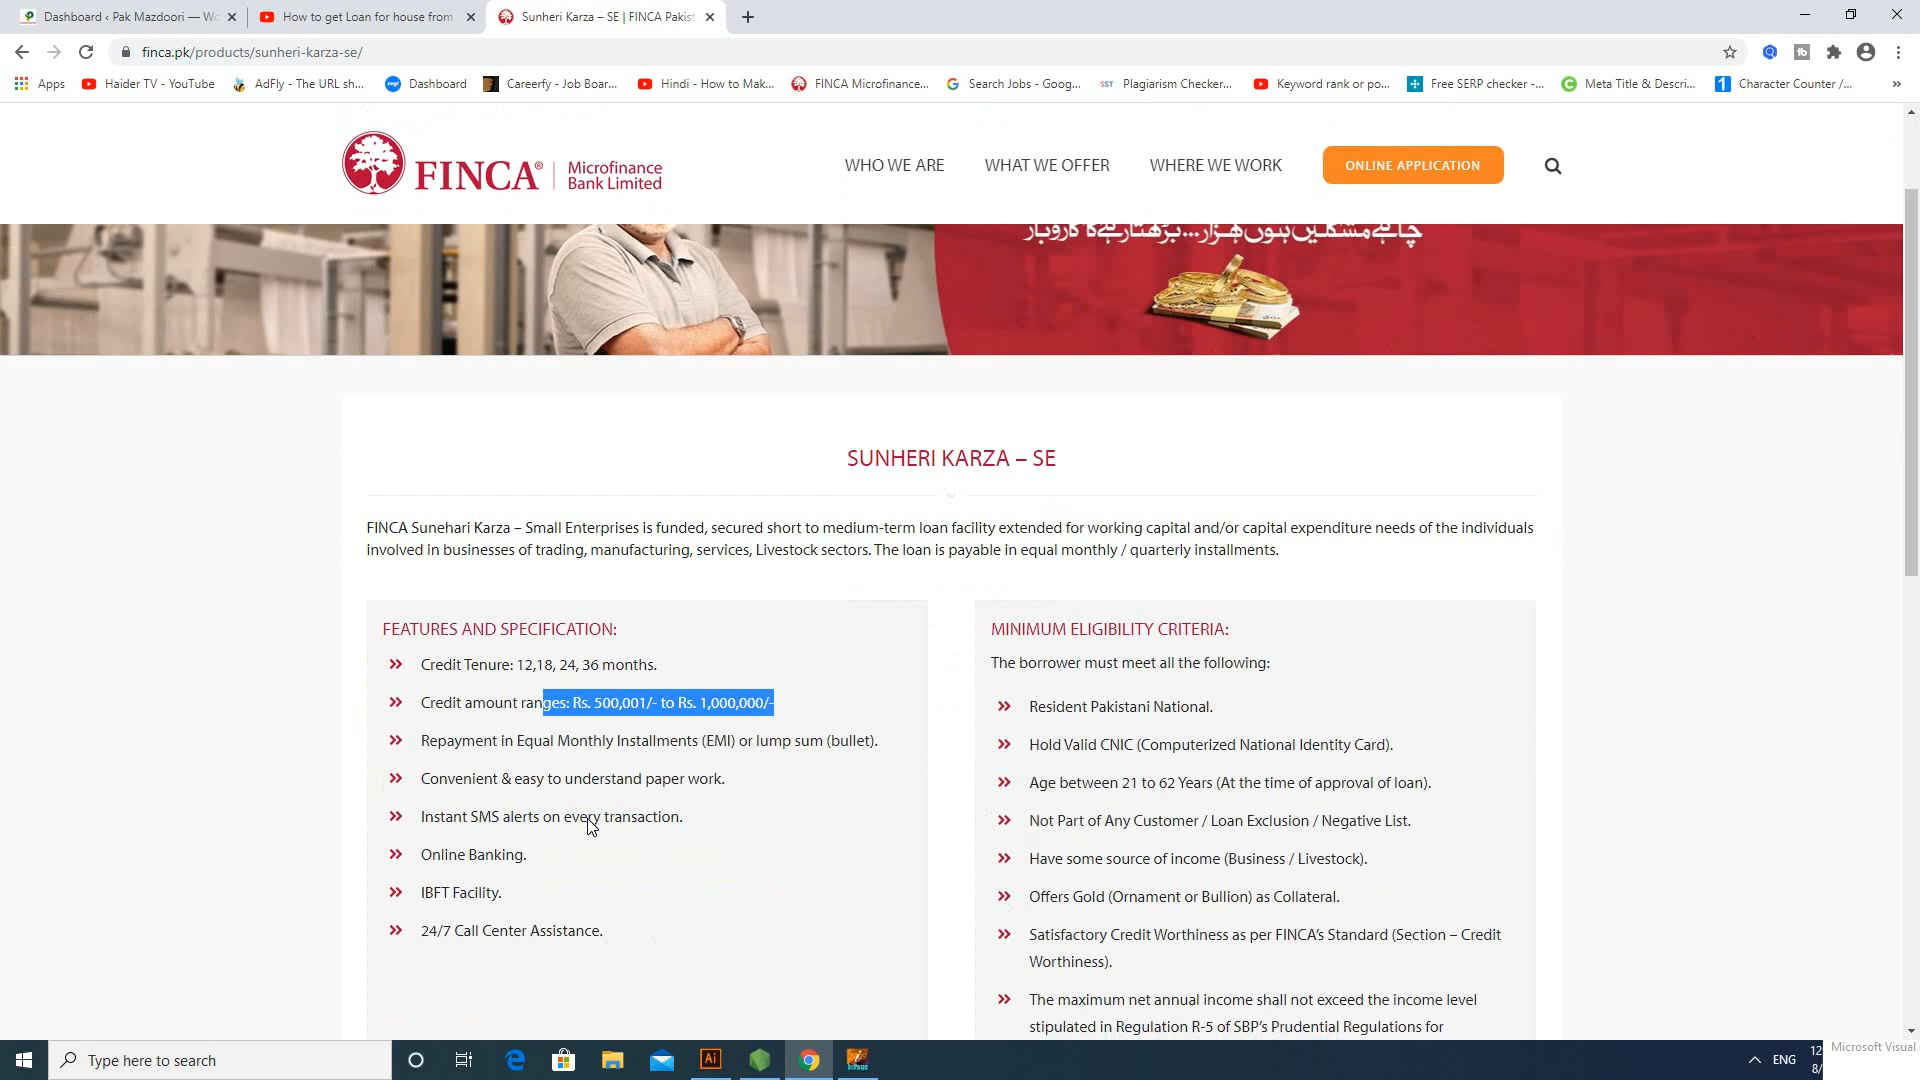 Dashboard ‹ Pak Mazdoori — Wo
How to get Loan for house from
Sunheri Karza – SE | FINCA Pakist
finca.pk/products/sunheri-karza-se/
Apps
Haider TV - YouTube
AdFly - The URL sh...
Dashboard
Careerfy - Job Boar...
Hindi - How to Mak...
FINCA Microfinance...
Search Jobs - Goog...
SST
Plagiarism Checker...
Keyword rank or po...
Free SERP checker -...
Meta Title & Descri...
Character Counter /...
FINCA® Microfinance
Bank Limited
WHO WE ARE
WHAT WE OFFER
WHERE WE WORK
ONLINE APPLICATION
چاہے مشکلیں ہوں ہزار... بڑھتا رہے گا کاروبار
SUNHERI KARZA – SE
FINCA Sunehari Karza – Small Enterprises is funded, secured short to medium-term loan facility extended for working capital and/or capital expenditure needs of the individuals
involved in businesses of trading, manufacturing, services, Livestock sectors. The loan is payable in equal monthly / quarterly installments.
FEATURES AND SPECIFICATION:
Credit Tenure: 12,18, 24, 36 months.
Credit amount ranges: Rs. 500,001/- to Rs. 1,000,000/-
Repayment in Equal Monthly Installments (EMI) or lump sum (bullet).
Convenient & easy to understand paper work.
Instant SMS alerts on every transaction.
Online Banking.
IBFT Facility.
24/7 Call Center Assistance.
MINIMUM ELIGIBILITY CRITERIA:
The borrower must meet all the following:
Resident Pakistani National.
Hold Valid CNIC (Computerized National Identity Card).
Age between 21 to 62 Years (At the time of approval of loan).
Not Part of Any Customer / Loan Exclusion / Negative List.
Have some source of income (Business / Livestock).
Offers Gold (Ornament or Bullion) as Collateral.
Satisfactory Credit Worthiness as per FINCA's Standard (Section – Credit
Worthiness).
The maximum net annual income shall not exceed the income level
stipulated in Regulation R-5 of SBP's Prudential Regulations for
Type here to search
Ai
ENG
12
8/
Microsoft Visual